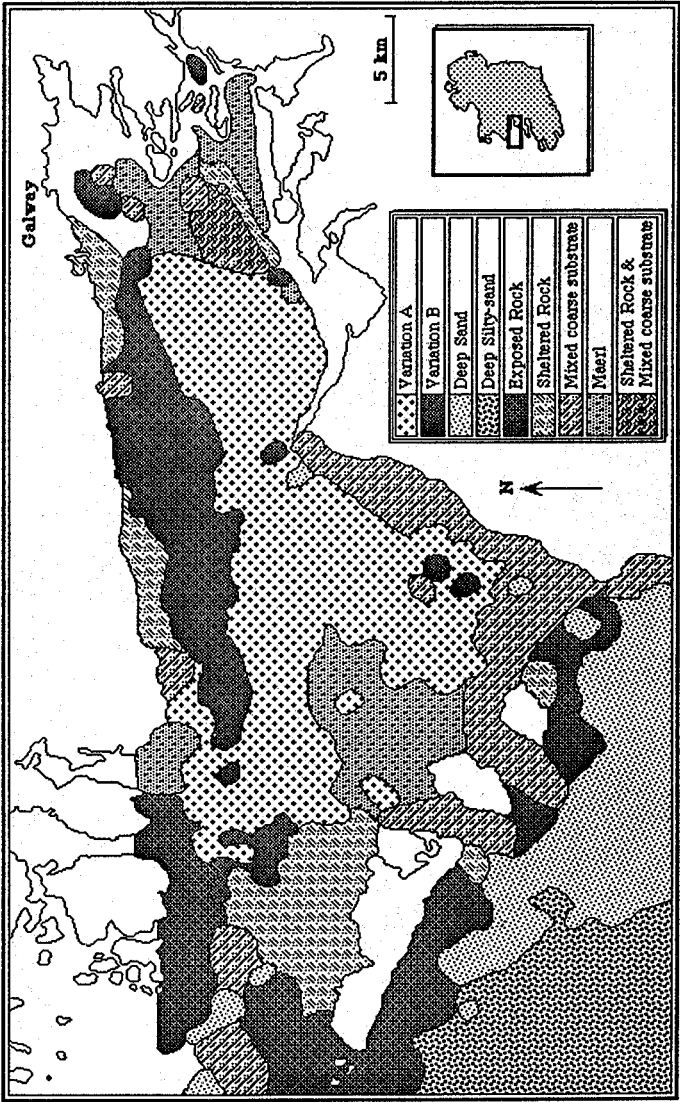 Galway
5 km
N
Variation A
Variation B
Deep Sand
Deep Silty-sand
Exposed Rock
Sheltered Rock
Mixed coarse substrate
Maerl
Sheltered Rock &
Mixed coarse substrate